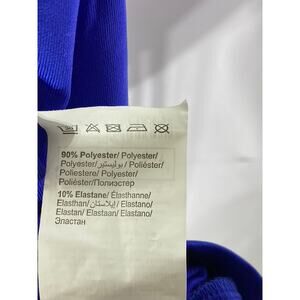 90% Polyester/ Polyester/
Polyester/بوليستير/ Poliéster/
Poliestere/ Polyester/
Poliéster/Полиэстер
10% Elastane/ Élasthanne/
Elasthan/إيلاستان/ Elastano/
Elastan/ Elastaan/ Elastano/
Эластан